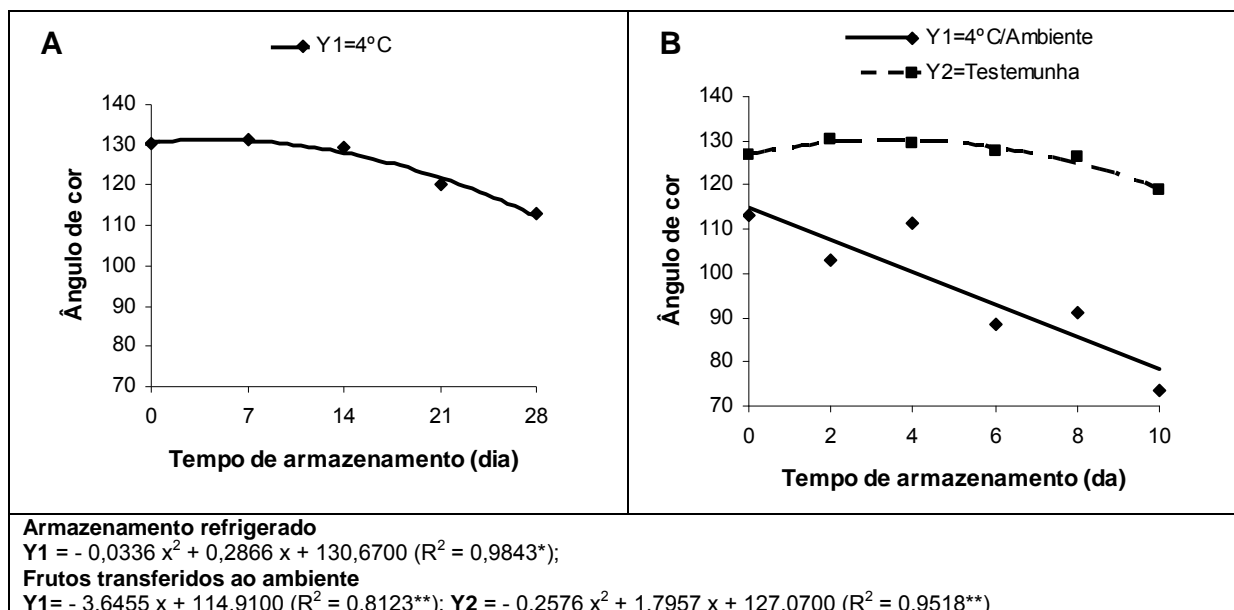 A
Y1=4ºC
Ângulo de cor
140
130
120
110
100
90
80
70
0 7 14 21 28
Tempo de armazenamento (dia)
B
Y1=4ºC/Ambiente
Y2=Testemunha
Ângulo de cor
140
130
120
110
100
90
80
70
0 2 4 6 8 10
Tempo de armazenamento (da)
Armazenamento refrigerado
Y1 = - 0,0336 x² + 0,2866 x + 130,6700 (R² = 0,9843*);
Frutos transferidos ao ambiente
Y1= - 3,6455 x + 114,9100 (R² = 0,8123**); Y2 = - 0,2576 x² + 1,7957 x + 127,0700 (R² = 0,9518**)